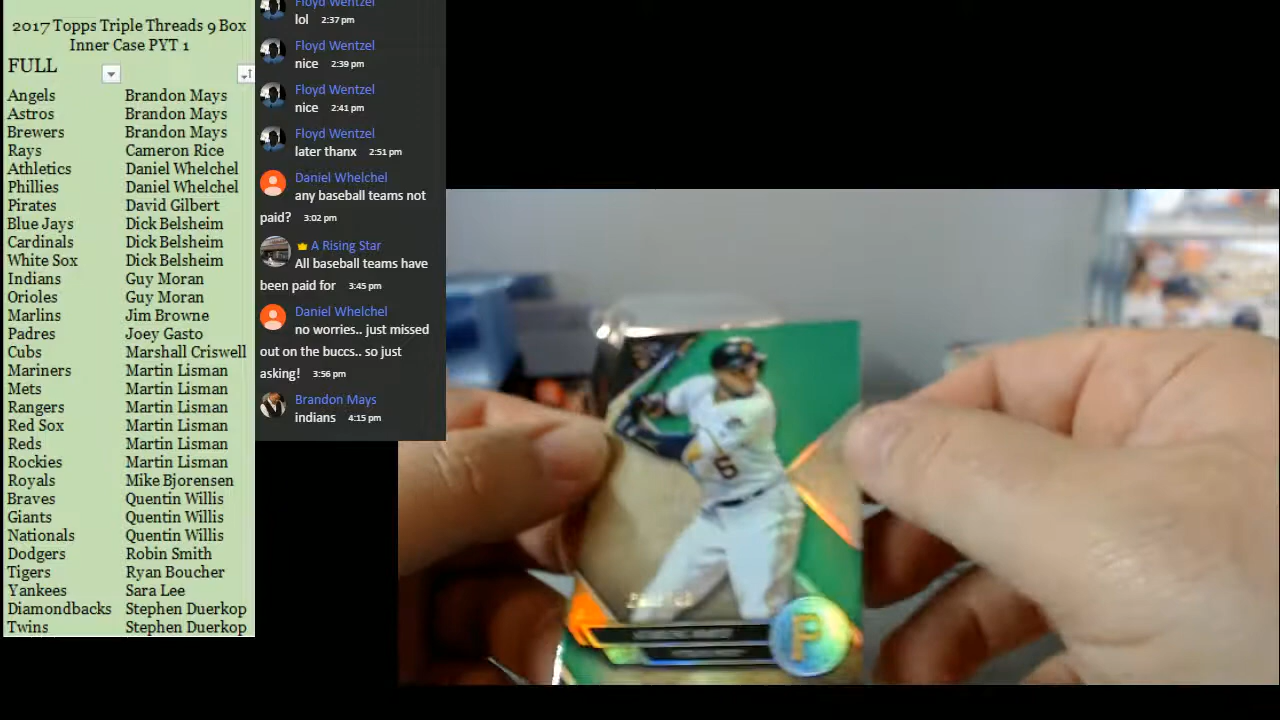 2017 Topps Triple Threads 9 Box
Inner Case PYT 1
FULL
Angels Brandon Mays
Astros Brandon Mays
Brewers Brandon Mays
Rays Cameron Rice
Athletics Daniel Whelchel
Phillies Daniel Whelchel
Pirates David Gilbert
Blue Jays Dick Belsheim
Cardinals Dick Belsheim
White Sox Dick Belsheim
Indians Guy Moran
Orioles Guy Moran
Marlins Jim Browne
Padres Joey Gasto
Cubs Marshall Criswell
Mariners Martin Lisman
Mets Martin Lisman
Rangers Martin Lisman
Red Sox Martin Lisman
Reds Martin Lisman
Rockies Martin Lisman
Royals Mike Bjorensen
Braves Quentin Willis
Giants Quentin Willis
Nationals Quentin Willis
Dodgers Robin Smith
Tigers Ryan Boucher
Yankees Sara Lee
Diamondbacks Stephen Duerkop
Twins Stephen Duerkop
Floyd Wentzel
lol 2:37 pm
Floyd Wentzel
nice 2:39 pm
Floyd Wentzel
nice 2:41 pm
Floyd Wentzel
later thanx 2:51 pm
Daniel Whelchel
any baseball teams not
paid? 3:02 pm
A Rising Star
All baseball teams have
been paid for 3:45 pm
Daniel Whelchel
no worries.. just missed
out on the buccs.. so just
asking! 3:56 pm
Brandon Mays
indians 4:15 pm
6
P